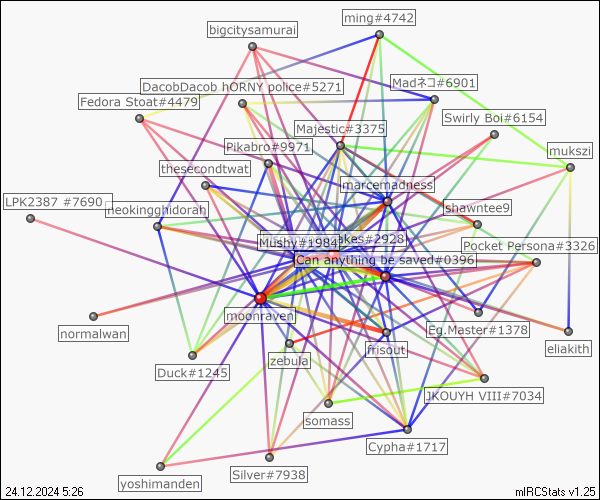 ming#4742
bigcitysamurai
Madネコ#6901
DacobDacob hORNY police#5271
Fedora Stoat#4479
Swirly Boi#6154
Majestic#3375
Pikabro#9971
mukszi
thesecondtwat
marcemadness
LPK2387 #7690
neokingghidorah
shawntee9
Mushy#1984
akes#2928
Pocket Persona#3326
Can anything be saved#0396
moonraven
normalwan
Eg.Master#1378
eliakith
frisout
zebula
Duck#1245
JKOUYH VIII#7034
somass
Cypha#1717
Silver#7938
yoshimanden
24.12.2024 5:26
mIRCStats v1.25